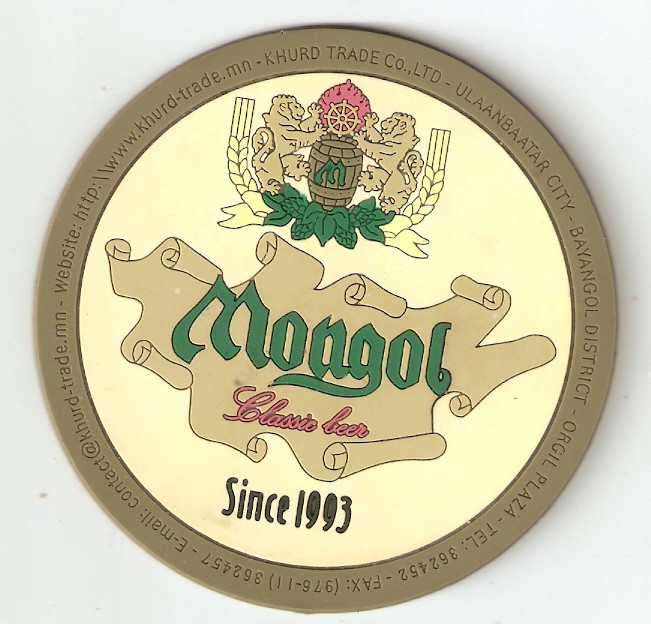 KHURD TRADE CO.,LTD - ULAANBAATAR CITY - BAYANGOL DISTRICT - ORGIL PLAZA - TEL: 362452 - FAX: (976-11) 362457 - E-mail: contact@khurd-trade.mn - Website: http:\\www.khurd-trade.mn -
M
Mongol
Classic beer
Since 1993